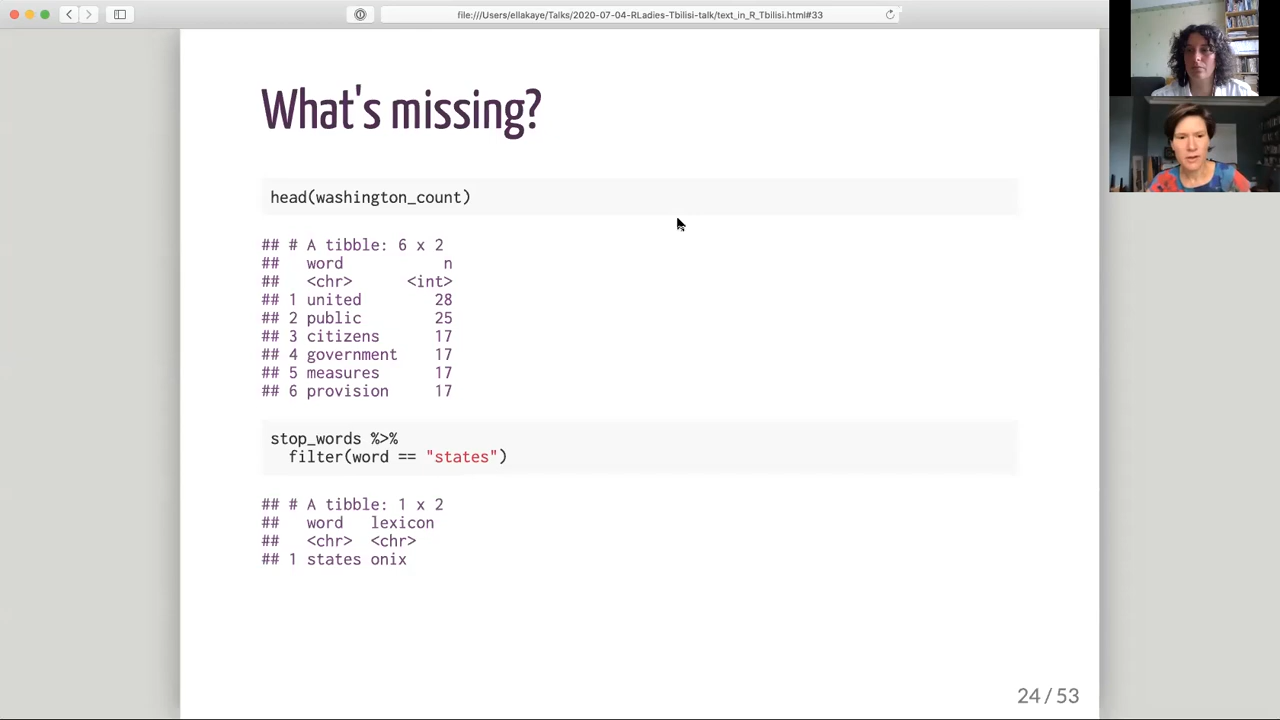 file:///Users/ellakaye/Talks/2020-07-04-RLadies-Tbilisi-talk/text_in_R_Tbilisi.html#33
What's missing?
head(washington_count)
## # A tibble: 6 x 2
##   word           n
##   <chr>      <int>
## 1 united        28
## 2 public        25
## 3 citizens      17
## 4 government    17
## 5 measures      17
## 6 provision     17
stop_words %>%
  filter(word == "states")
## # A tibble: 1 x 2
##   word   lexicon
##   <chr>  <chr>
## 1 states onix
24 / 53